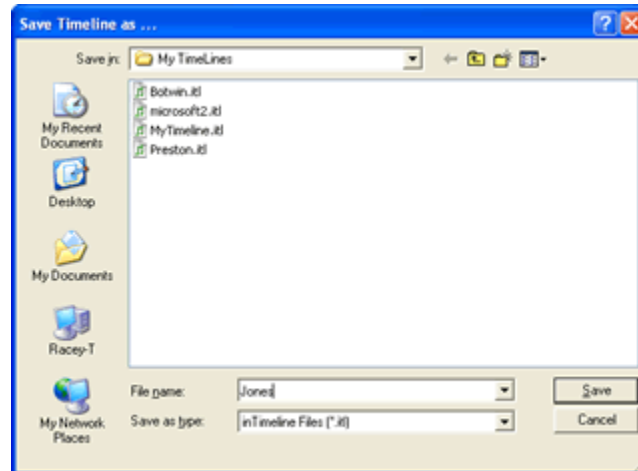 Save Timeline as ...
Save in:
My TimeLines
Botwin.itl
microsoft2.itl
MyTimeline.itl
Preston.itl
My Recent
Documents
Desktop
My Documents
Racey-T
My Network
Places
File name:
Jones
Save
Save as type:
inTimeline Files (*.itl)
Cancel